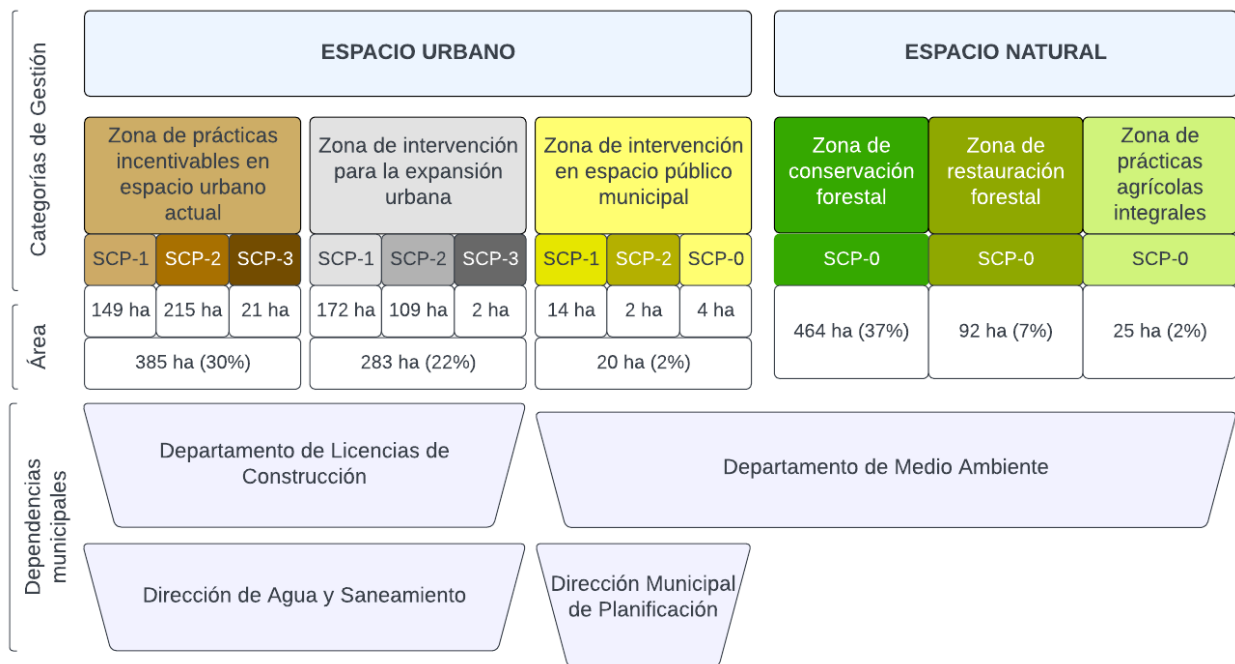 Categorías de Gestión
ESPACIO URBANO
ESPACIO NATURAL
Zona de prácticas
incentivables en
espacio urbano
actual
Zona de intervención
para la expansión
urbana
Zona de intervención
en espacio público
municipal
Zona de
conservación
forestal
Zona de
restauración
forestal
Zona de
prácticas
agrícolas
integrales
SCP-1
SCP-2
SCP-3
SCP-1
SCP-2
SCP-3
SCP-1
SCP-2
SCP-0
SCP-0
SCP-0
SCP-0
Área
149 ha
215 ha
21 ha
172 ha
109 ha
2 ha
14 ha
2 ha
4 ha
464 ha (37%)
92 ha (7%)
25 ha (2%)
385 ha (30%)
283 ha (22%)
20 ha (2%)
Dependencias
municipales
Departamento de Licencias de
Construcción
Departamento de Medio Ambiente
Dirección de Agua y Saneamiento
Dirección Municipal
de Planificación